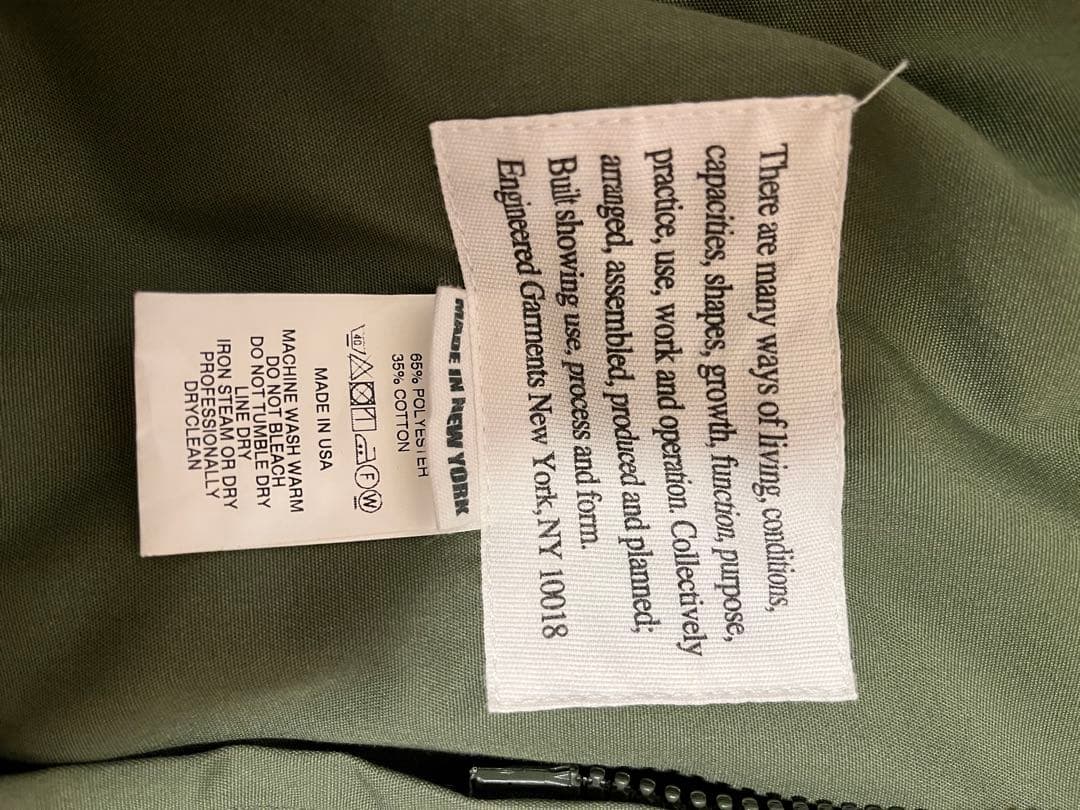 There are many ways of living, conditions,
capacities, shapes, growth, function, purpose,
practice, use, work and operation. Collectively
arranged, assembled, produced and planned;
Built showing use, process and form.
Engineered Garments New York, NY 10018
MADE IN NEW YORK
65% POLYESTER
35% COTTON
40 F W
MADE IN USA
MACHINE WASH WARM
DO NOT BLEACH
DO NOT TUMBLE DRY
LINE DRY
IRON STEAM OR DRY
PROFESSIONALLY
DRYCLEAN